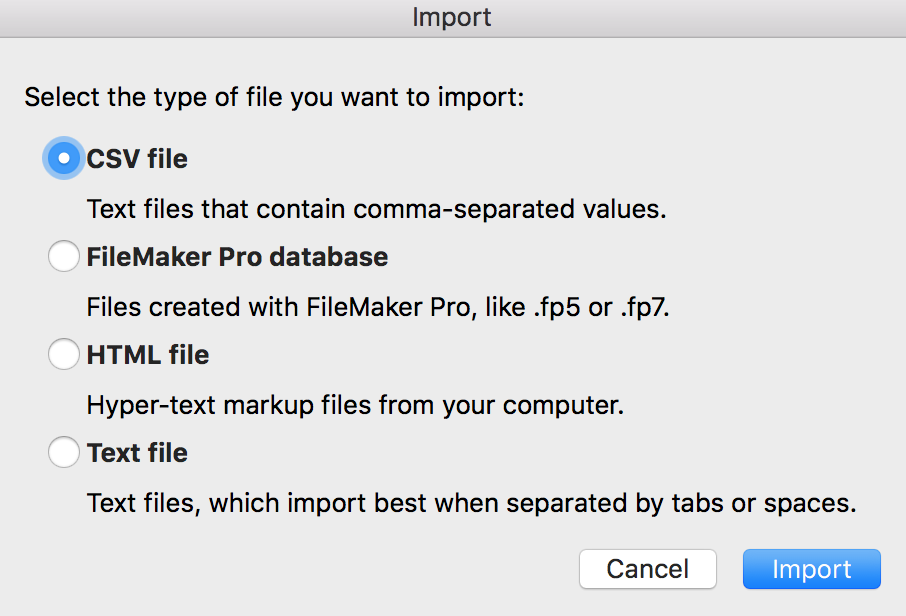 Import
Select the type of file you want to import:
CSV file
Text files that contain comma-separated values.
FileMaker Pro database
Files created with FileMaker Pro, like .fp5 or .fp7.
HTML file
Hyper-text markup files from your computer.
Text file
Text files, which import best when separated by tabs or spaces.
Cancel Import